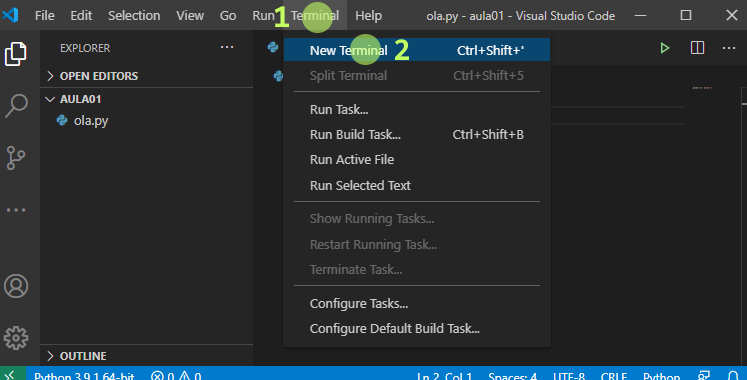 File Edit Selection View Go Run 1 Terminal Help ola.py - aula01 - Visual Studio Code
EXPLORER
New Terminal 2 Ctrl+Shift+'
OPEN EDITORS
Split Terminal Ctrl+Shift+5
AULA01
ola.py
Run Task...
Run Build Task... Ctrl+Shift+B
Run Active File
Run Selected Text
Show Running Tasks...
Restart Running Task...
Terminate Task...
Configure Tasks...
Configure Default Build Task...
OUTLINE
Python 3.9.1 64-bit 0 0 Ln 2, Col 1 Spaces: 4 UTF-8 CRLF Python